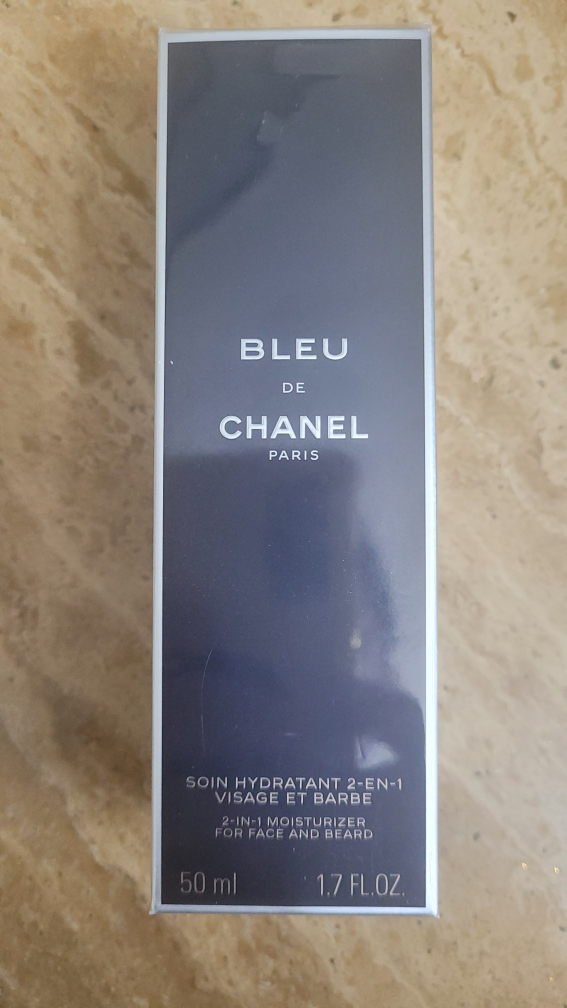 BLEU
DE
CHANEL
PARIS
SOIN HYDRATANT 2-EN-1
VISAGE ET BARBE
2-IN-1 MOISTURIZER
FOR FACE AND BEARD
50 ml 1.7 FL.OZ.